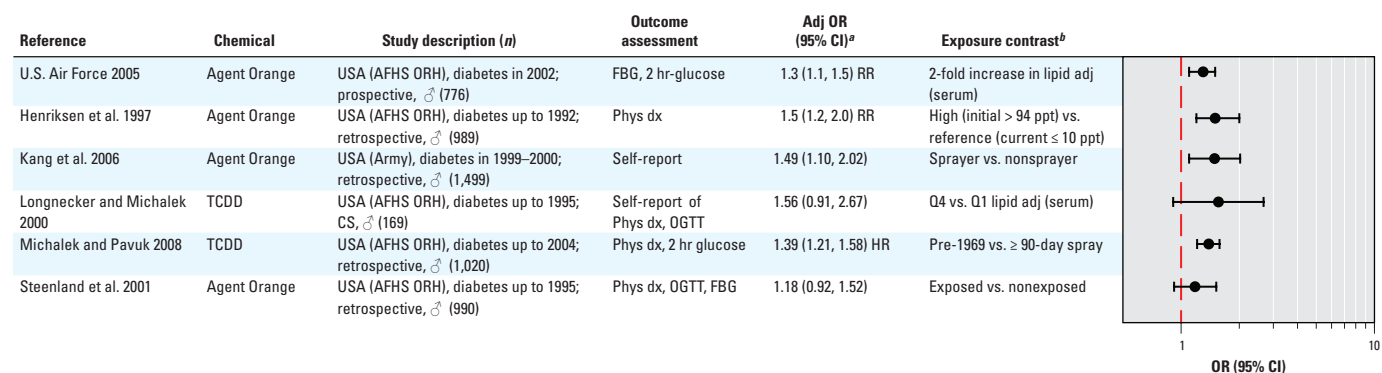 Reference Chemical Study description (n) Outcome assessment Adj OR (95% CI)a Exposure contrastb
U.S. Air Force 2005 Agent Orange USA (AFHS ORH), diabetes in 2002; FBG, 2 hr-glucose 1.3 (1.1, 1.5) RR 2-fold increase in lipid adj
prospective, ♂ (776) (serum)
Henriksen et al. 1997 Agent Orange USA (AFHS ORH), diabetes up to 1992; Phys dx 1.5 (1.2, 2.0) RR High (initial > 94 ppt) vs.
retrospective, ♂ (989) reference (current ≤ 10 ppt)
Kang et al. 2006 Agent Orange USA (Army), diabetes in 1999–2000; Self-report 1.49 (1.10, 2.02) Sprayer vs. nonsprayer
retrospective, ♂ (1,499)
Longnecker and Michalek TCDD USA (AFHS ORH), diabetes up to 1995; Self-report of 1.56 (0.91, 2.67) Q4 vs. Q1 lipid adj (serum)
2000 CS, ♂ (169) Phys dx, OGTT
Michalek and Pavuk 2008 TCDD USA (AFHS ORH), diabetes up to 2004; Phys dx, 2 hr glucose 1.39 (1.21, 1.58) HR Pre-1969 vs. ≥ 90-day spray
retrospective, ♂ (1,020)
Steenland et al. 2001 Agent Orange USA (AFHS ORH), diabetes up to 1995; Phys dx, OGTT, FBG 1.18 (0.92, 1.52) Exposed vs. nonexposed
retrospective, ♂ (990)
1 10
OR (95% CI)